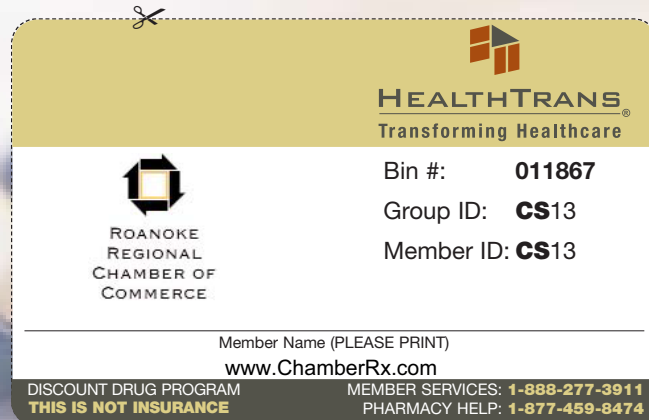 HEALTHTRANS®
Transforming Healthcare
ROANOKE
REGIONAL
CHAMBER OF
COMMERCE
Bin #: 011867
Group ID: CS13
Member ID: CS13
Member Name (PLEASE PRINT)
www.ChamberRx.com
DISCOUNT DRUG PROGRAM
THIS IS NOT INSURANCE
MEMBER SERVICES: 1-888-277-3911
PHARMACY HELP: 1-877-459-8474